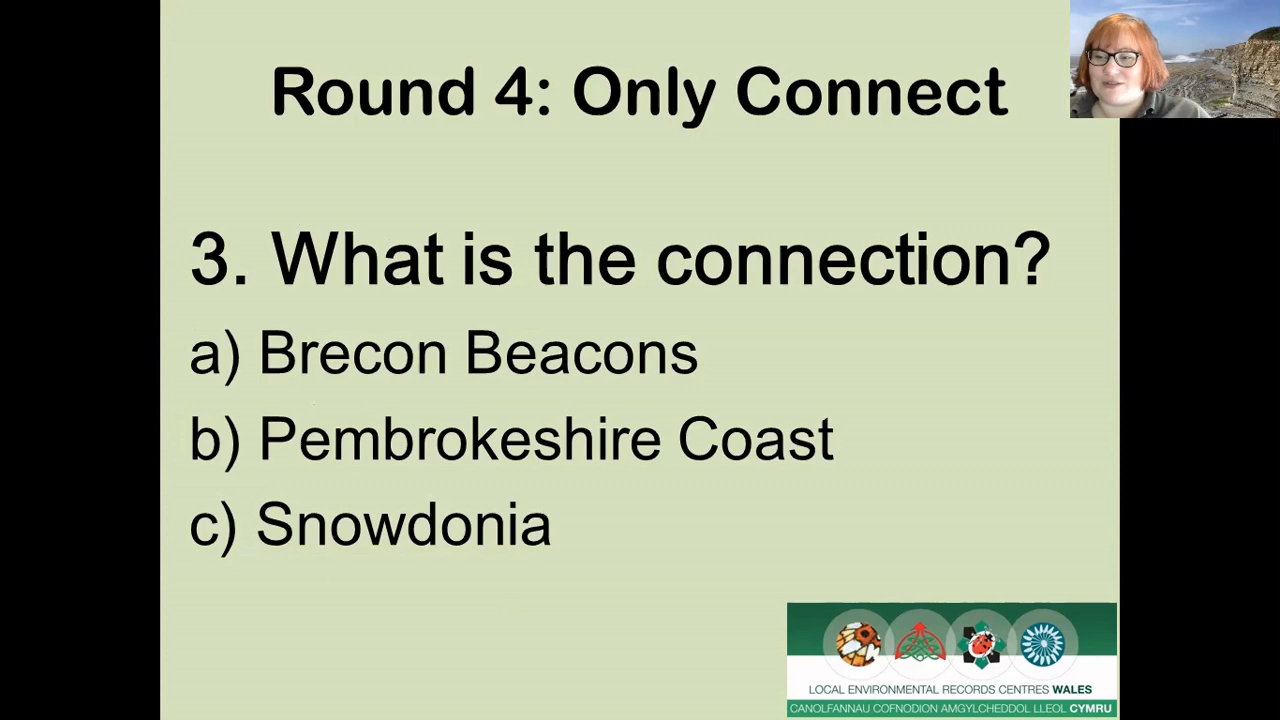 Round 4: Only Connect
3. What is the connection?
a) Brecon Beacons
b) Pembrokeshire Coast
c) Snowdonia
LOCAL ENVIRONMENTAL RECORDS CENTRES WALES
CANOLFANNAU COFNODION AMGYLCHEDDOL LLEOL CYMRU